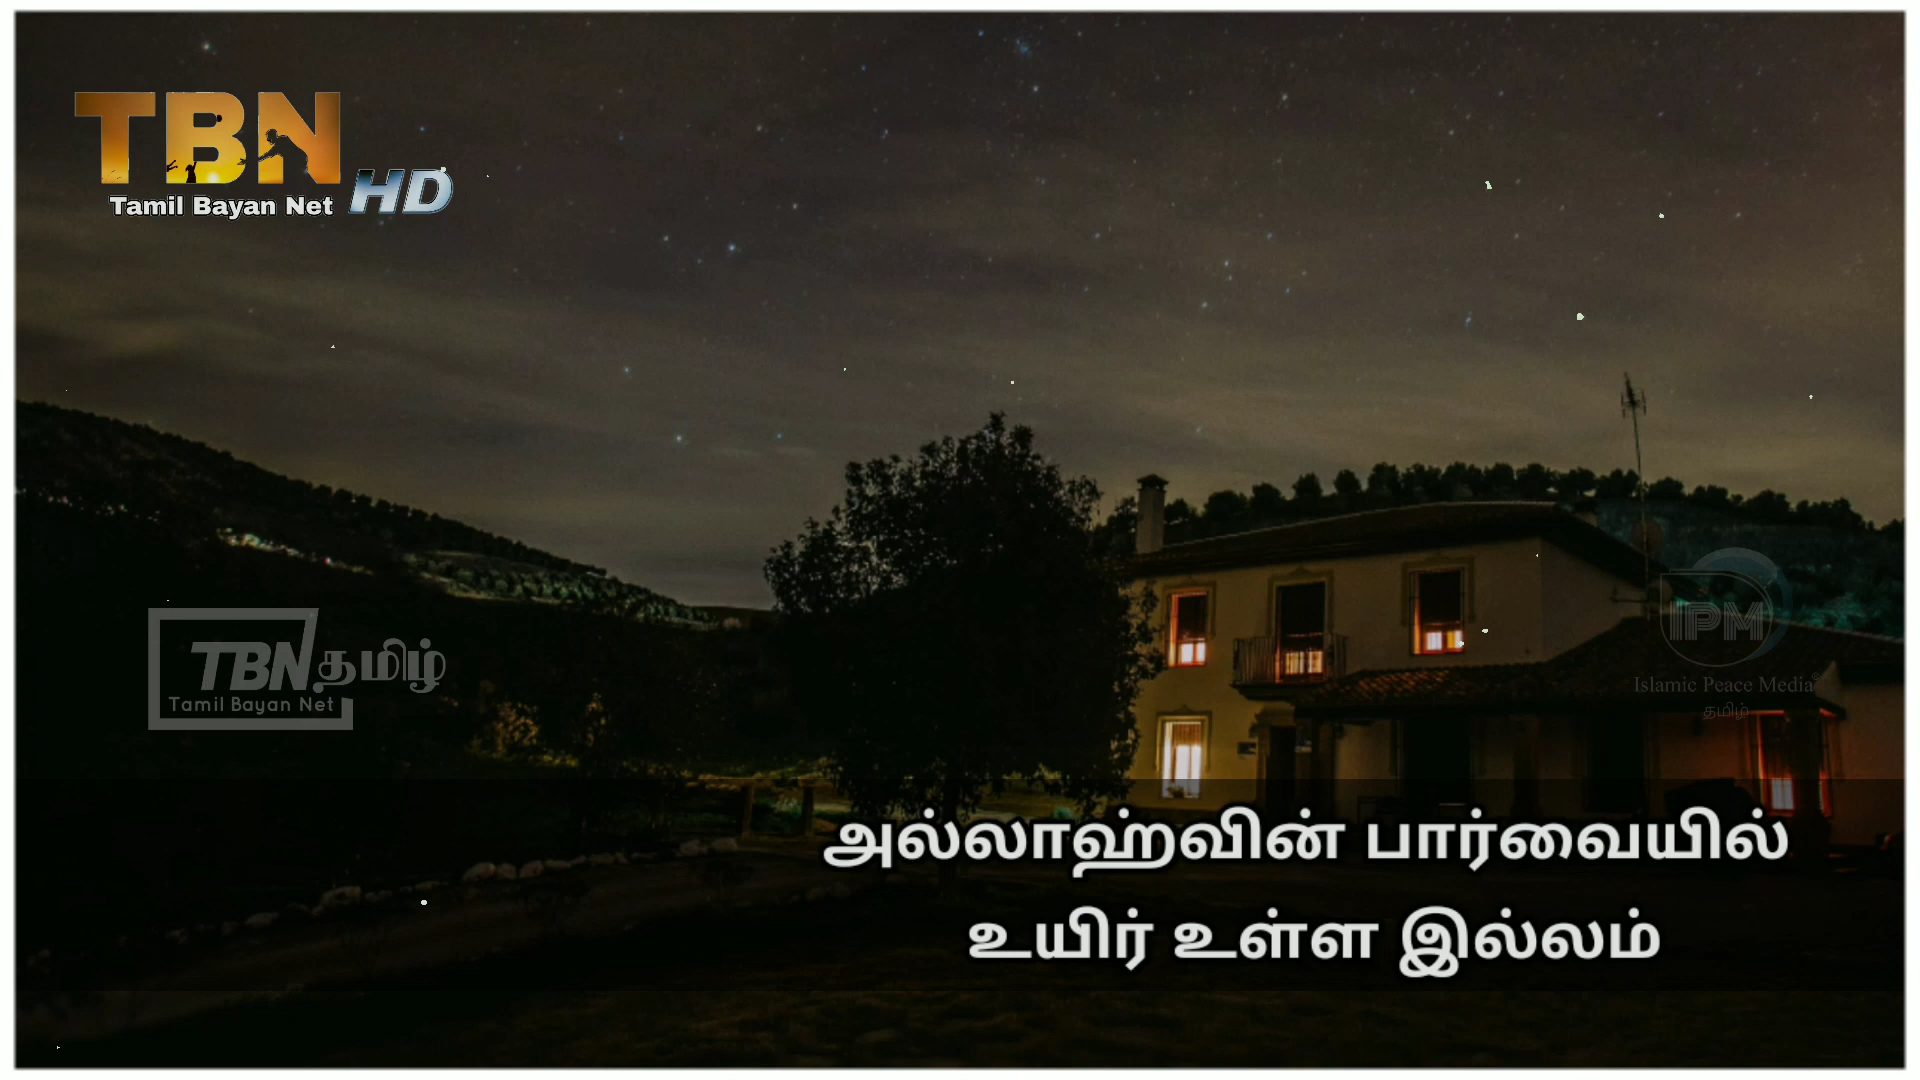 TBN
Tamil Bayan Net HD
TBN தமிழ்
Tamil Bayan Net
IPM
Islamic Peace Media
தமிழ்
அல்லாஹ்வின் பார்வையில்
உயிர் உள்ள இல்லம்